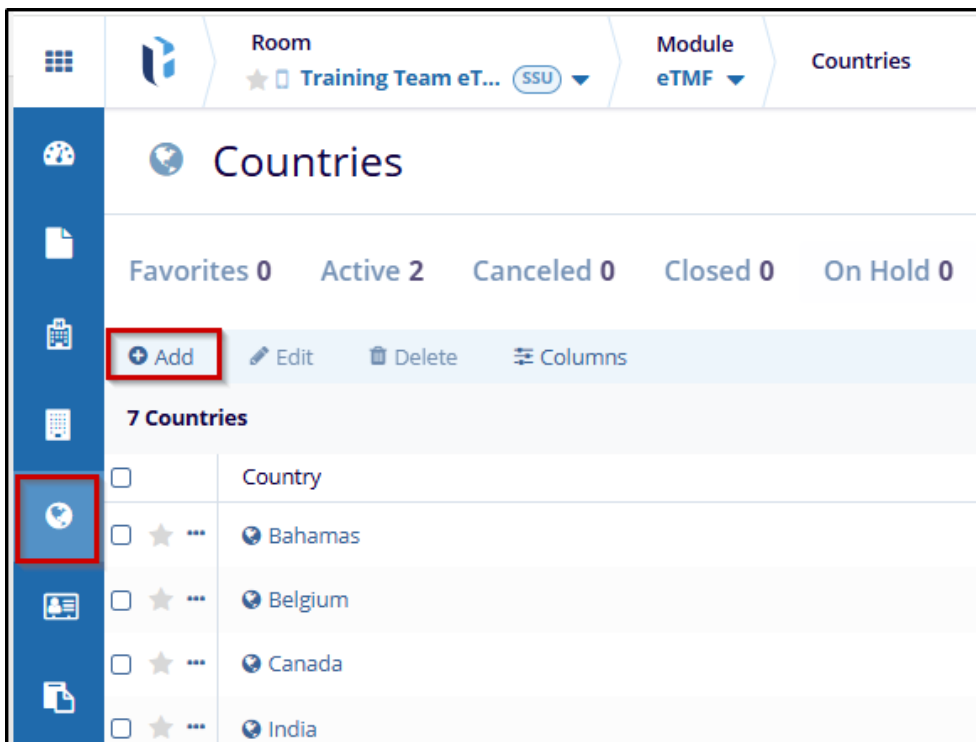 Room
Module
Training Team eT... SSU
eTMF
Countries
Countries
Favorites 0 Active 2 Canceled 0 Closed 0 On Hold 0
Add Edit Delete Columns
7 Countries
Country
Bahamas
Belgium
Canada
India